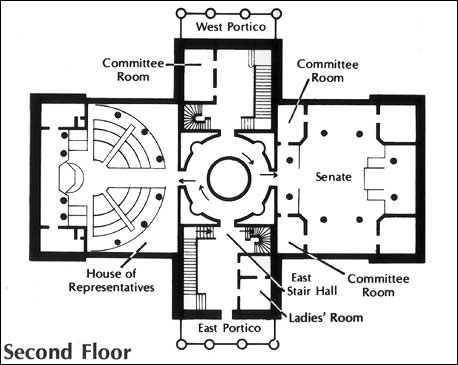 West Portico
Committee
Room
Committee
Room
Senate
House of
Representatives
East
Stair Hall
Committee
Room
Ladies' Room
East Portico
Second Floor